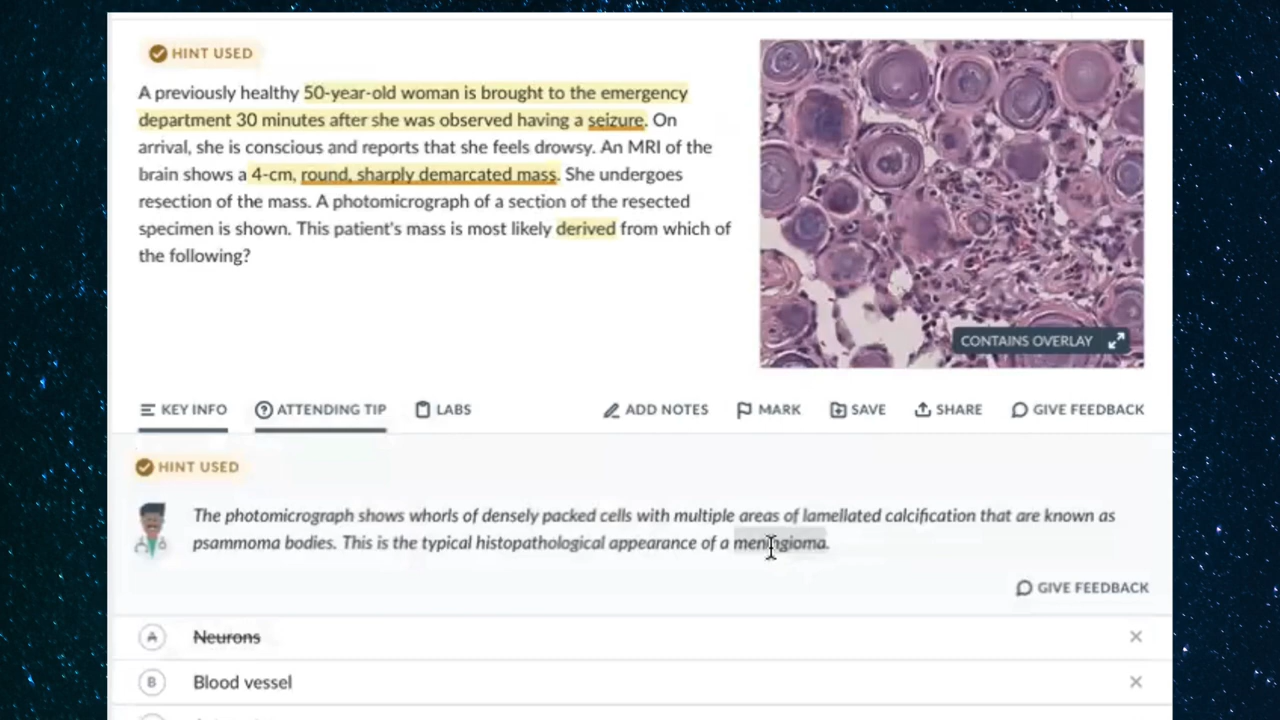 HINT USED
A previously healthy 50-year-old woman is brought to the emergency
department 30 minutes after she was observed having a seizure. On
arrival, she is conscious and reports that she feels drowsy. An MRI of the
brain shows a 4-cm, round, sharply demarcated mass. She undergoes
resection of the mass. A photomicrograph of a section of the resected
specimen is shown. This patient's mass is most likely derived from which of
the following?
CONTAINS OVERLAY
KEY INFO ATTENDING TIP LABS ADD NOTES MARK SAVE SHARE GIVE FEEDBACK
HINT USED
The photomicrograph shows whorls of densely packed cells with multiple areas of lamellated calcification that are known as
psammoma bodies. This is the typical histopathological appearance of a meningioma.
GIVE FEEDBACK
A Neurons
B Blood vessel